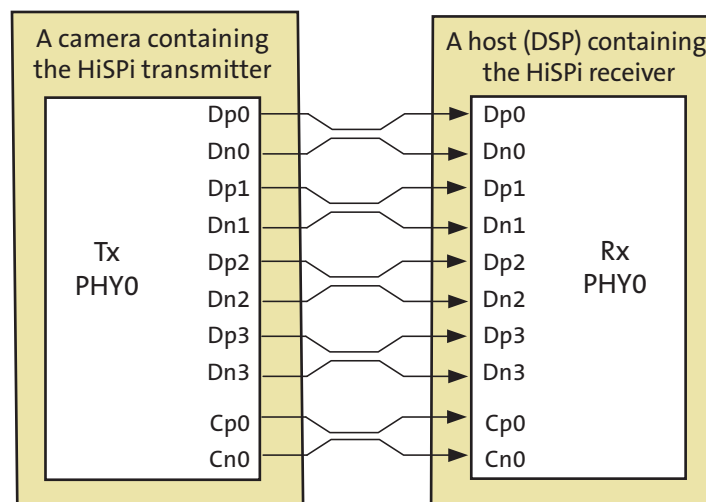 A camera containing
the HiSPi transmitter
A host (DSP) containing
the HiSPi receiver
Dp0
Dn0
Dp1
Dn1
Dp2
Dn2
Dp3
Dn3
Cp0
Cn0
Tx
PHY0
Dp0
Dn0
Dp1
Dn1
Dp2
Dn2
Dp3
Dn3
Cp0
Cn0
Rx
PHY0